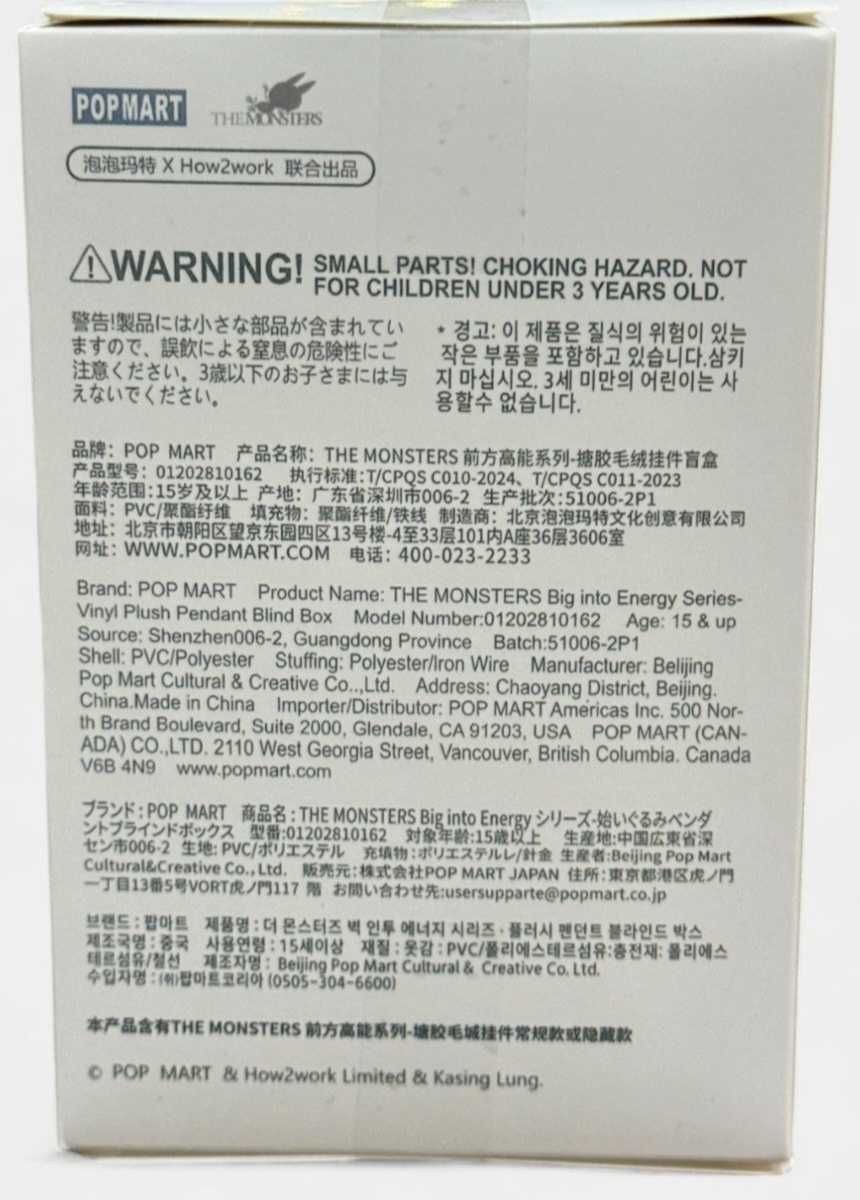 POP MART
THE MONSTERS
泡泡玛特 X How2work 联合出品
WARNING! SMALL PARTS! CHOKING HAZARD. NOT
FOR CHILDREN UNDER 3 YEARS OLD.
警告!製品には小さな部品が含まれてい
ますので、誤飲による窒息の危険性にご
注意ください。3歳以下のお子さまには与
えないでください。
* 경고: 이 제품은 질식의 위험이 있는
작은 부품을 포함하고 있습니다.삼키
지 마십시오. 3세 미만의 어린이는 사
용할수 없습니다.
品牌：POP MART 产品名称：THE MONSTERS 前方高能系列-搪胶毛绒挂件盲盒
产品型号：01202810162 执行标准:T/CPQS C010-2024、T/CPQS C011-2023
年龄范围:15岁及以上 产地：广东省深圳市006-2 生产批次:51006-2P1
面料：PVC/聚酯纤维 填充物：聚酯纤维/铁线 制造商：北京泡泡玛特文化创意有限公司
地址：北京市朝阳区望京东园四区13号楼-4至33层101内A座36层3606室
网址：WWW.POPMART.COM 电话：400-023-2233
Brand: POP MART Product Name: THE MONSTERS Big into Energy Series-
Vinyl Plush Pendant Blind Box Model Number:01202810162 Age: 15 & up
Source: Shenzhen006-2, Guangdong Province Batch:51006-2P1
Shell: PVC/Polyester Stuffing: Polyester/Iron Wire Manufacturer: Belijing
Pop Mart Cultural & Creative Co..,Ltd. Address: Chaoyang District, Beijing.
China.Made in China Importer/Distributor: POP MART Americas Inc. 500 Nor-
th Brand Boulevard, Suite 2000, Glendale, CA 91203, USA POP MART (CAN-
ADA) CO.,LTD. 2110 West Georgia Street, Vancouver, British Columbia. Canada
V6B 4N9 www.popmart.com
ブランド: POP MART 商品名: THE MONSTERS Big into Energy シリーズ-始いぐるみペンダ
ントブラインドボックス 型番:01202810162 対象年齢:15歳以上 生産地:中国広東省深
セン市006-2 生地: PVC/ポリエステル 充填物:ポリエステルレ/針金 生産者:Beijing Pop Mart
Cultural&Creative Co., Ltd. 販売元:株式会社POP MART JAPAN 住所:東京都港区虎ノ門
一丁目13番5号VORT虎ノ門117 階 お問い合わせ先:usersupparte@popmart.co.jp
브랜드: 팝마트 제품명: 더 몬스터즈 벅 인투 에너지 시리즈 · 플러시 펜던트 블라인드 박스
제조국명: 중국 사용연령: 15세이상 재질: 옷감: PVC/폴리에스테르섬유:충전재: 폴리에스
테르섬유/철선 제조자명: Beijing Pop Mart Cultural & Creative Co. Ltd.
수입자명: (취)팝마트코리아 (0505-304-6600)
本产品含有THE MONSTERS 前方高能系列-搪胶毛城挂件常规款或隐藏款
© POP MART & How2work Limited & Kasing Lung.